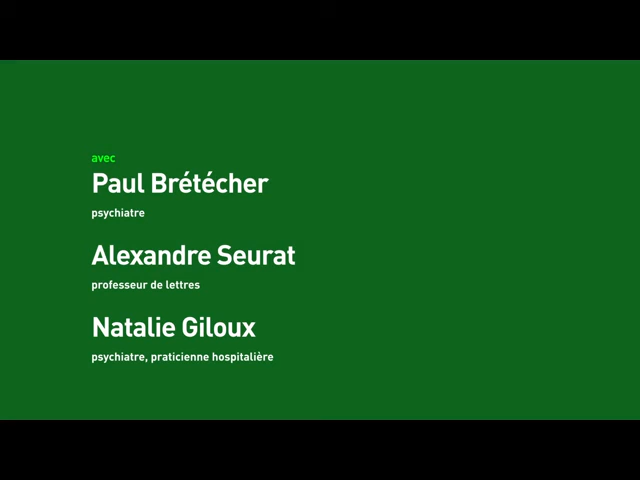 avec
Paul Brétécher
psychiatre
Alexandre Seurat
professeur de lettres
Natalie Giloux
psychiatre, praticienne hospitalière